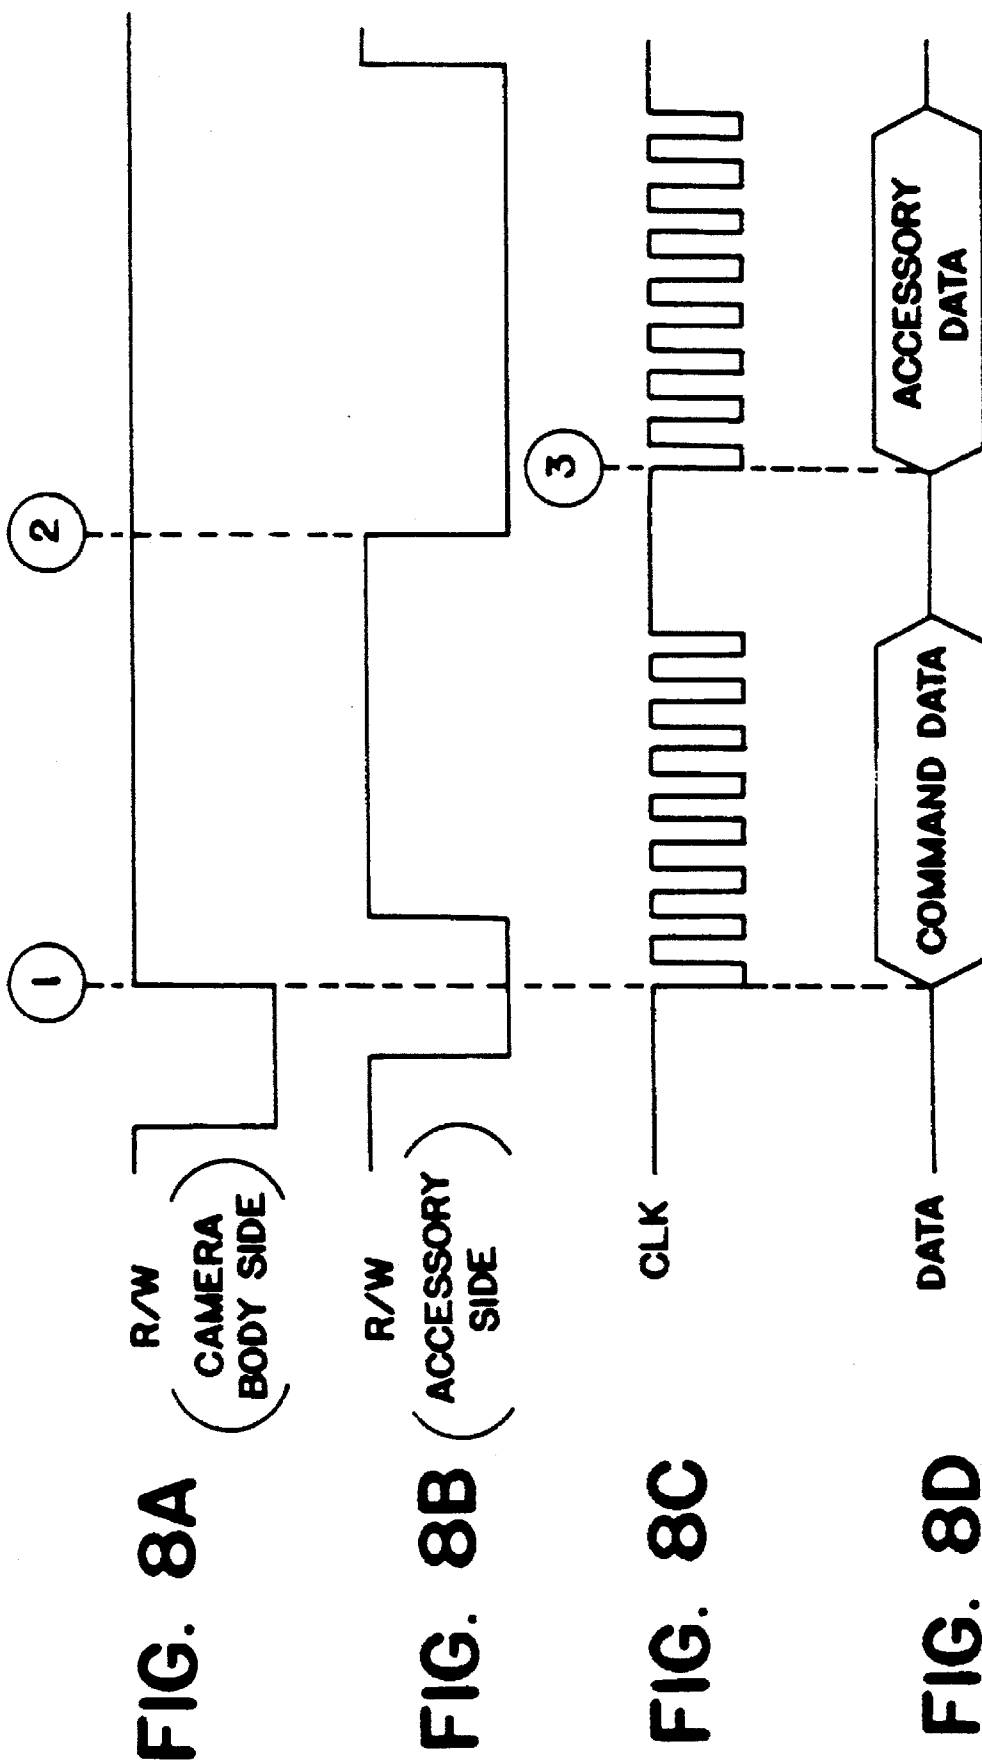 1
2
FIG. 8A
R/W
(CAMERA
BODY SIDE)
FIG. 8B
R/W
(ACCESSORY
SIDE)
3
FIG. 8C
CLK
FIG. 8D
DATA
COMMAND DATA
ACCESSORY
DATA